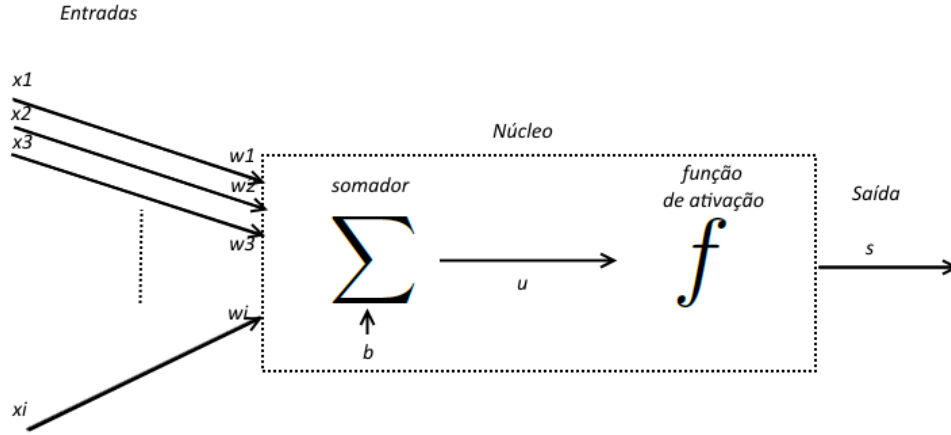 Entradas
x1
x2
x3
w1
w2
w3
wi
xi
Núcleo
somador
∑
b
u
função
de ativação
f
Saída
s